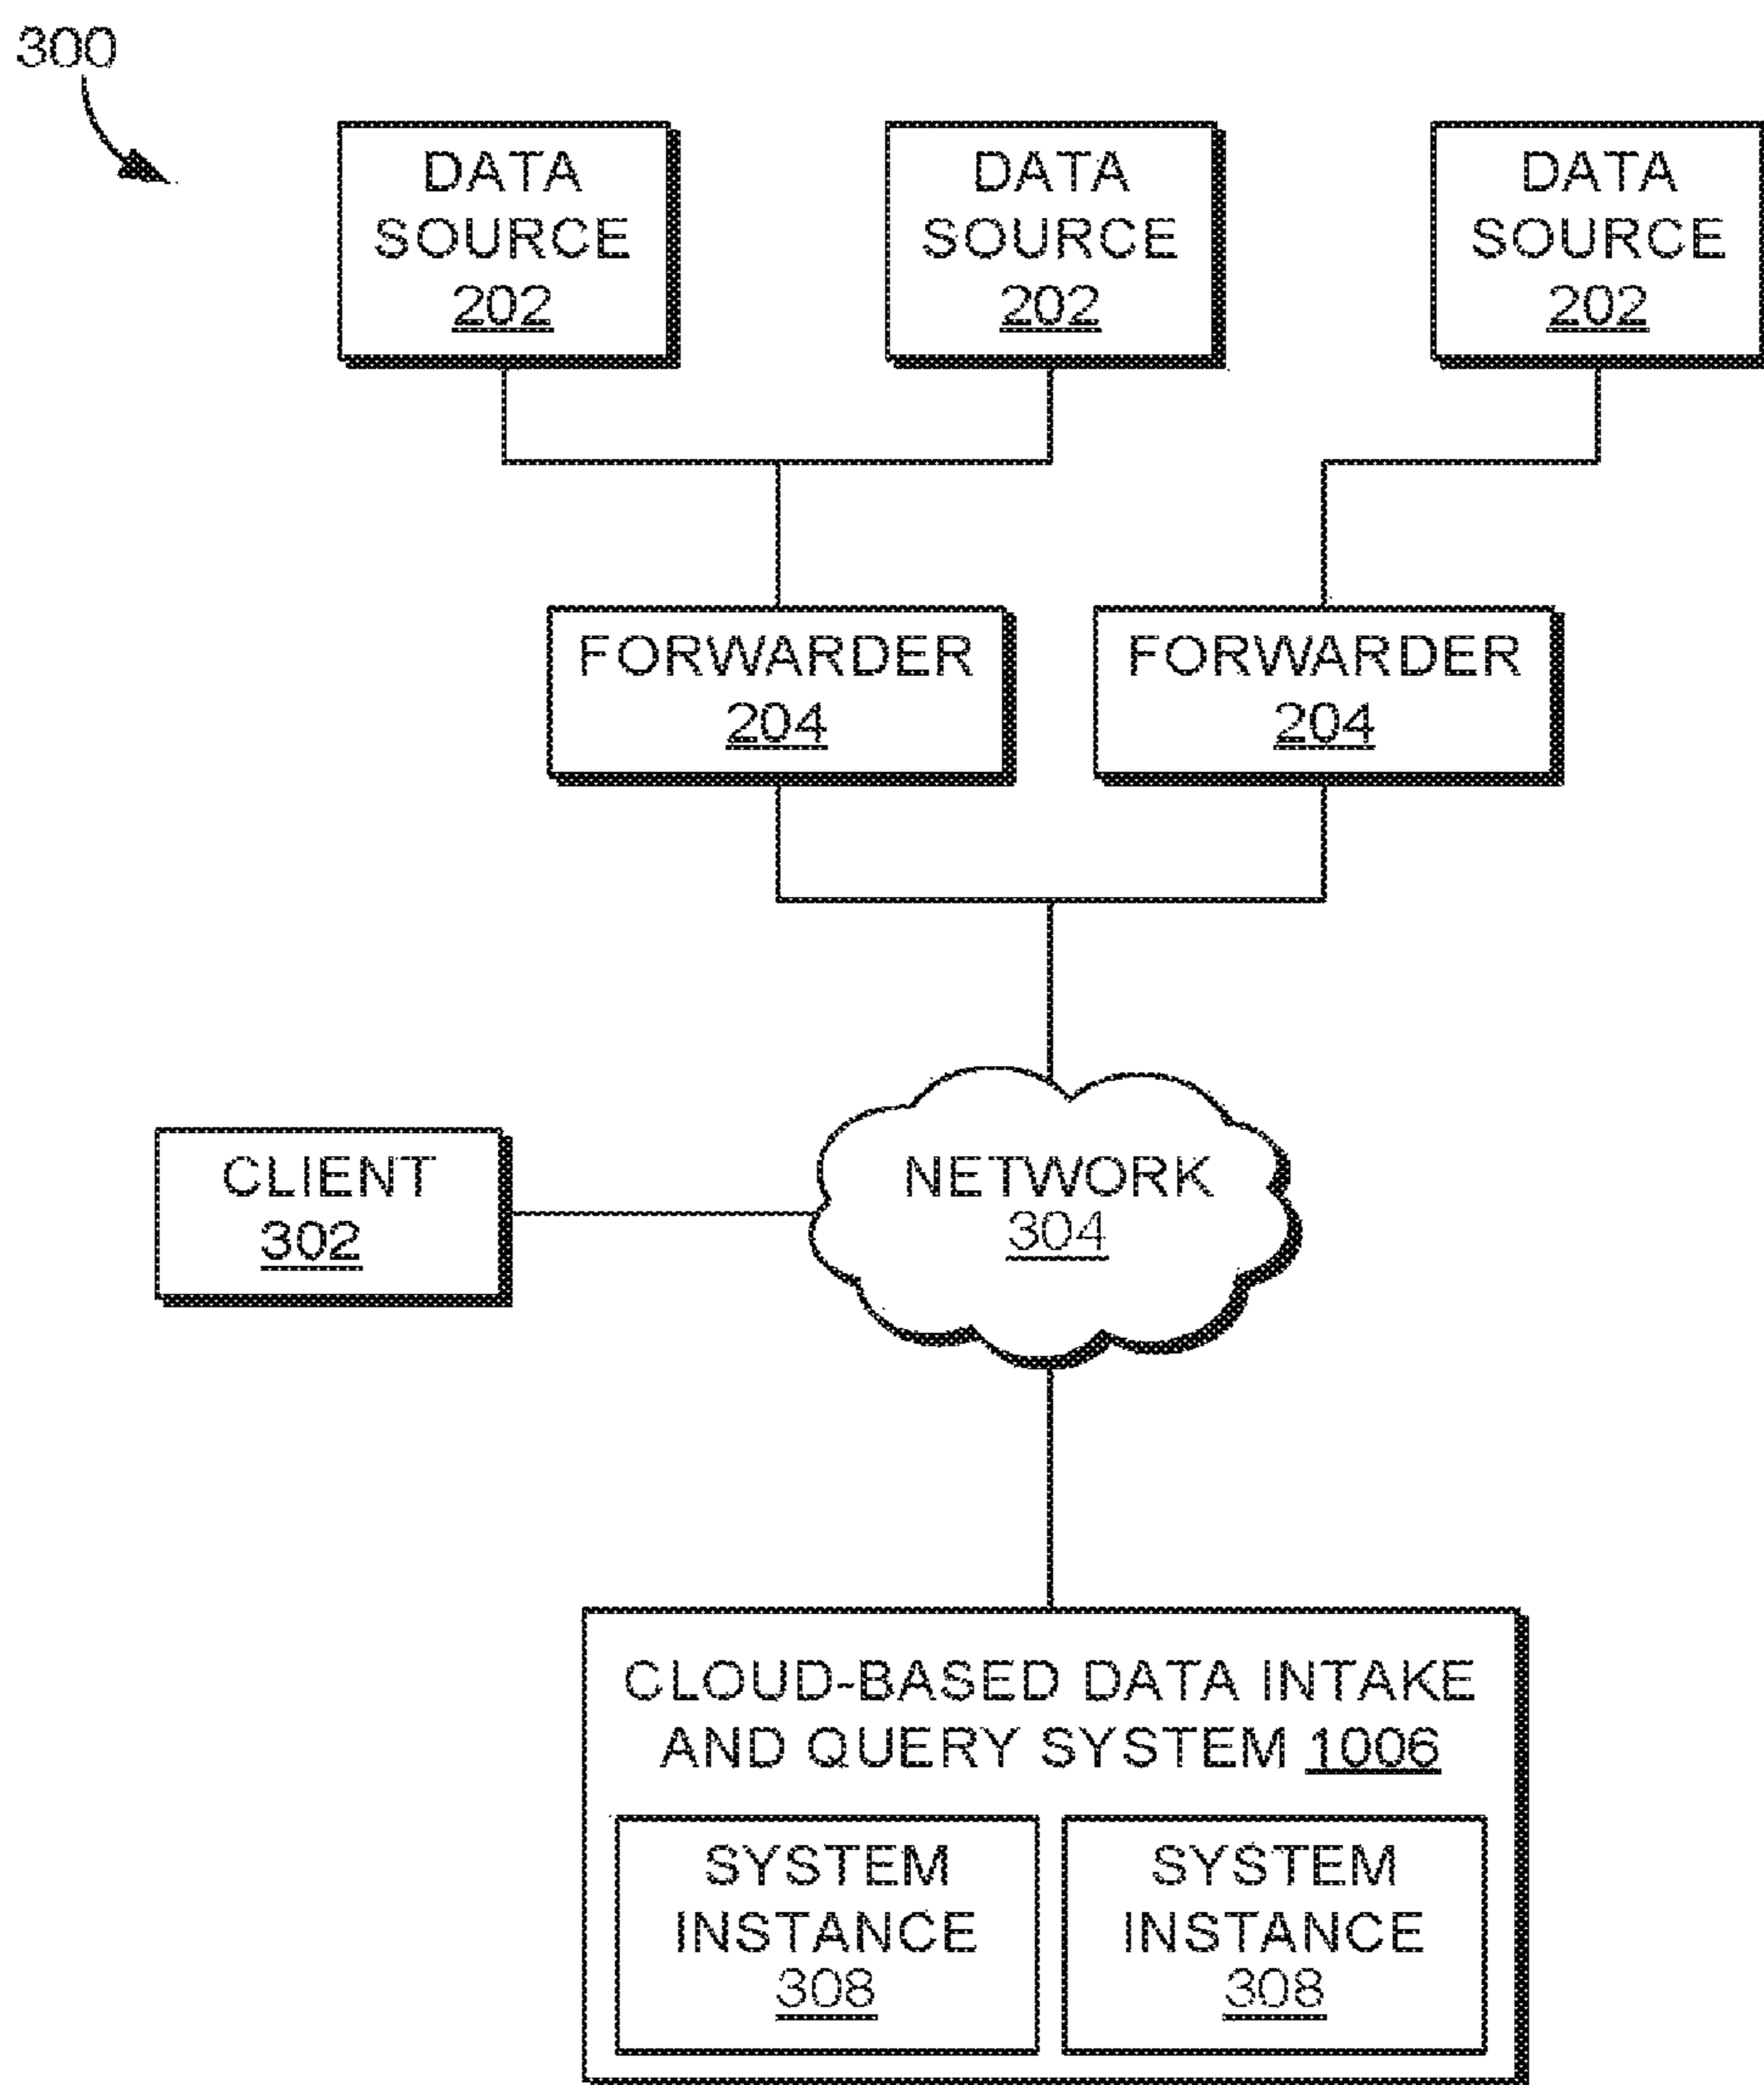 300
DATA
SOURCE
202
DATA
SOURCE
202
DATA
SOURCE
202
FORWARDER
204
FORWARDER
204
CLIENT
302
NETWORK
304
CLOUD-BASED DATA INTAKE
AND QUERY SYSTEM 1006
SYSTEM
INSTANCE
308
SYSTEM
INSTANCE
308